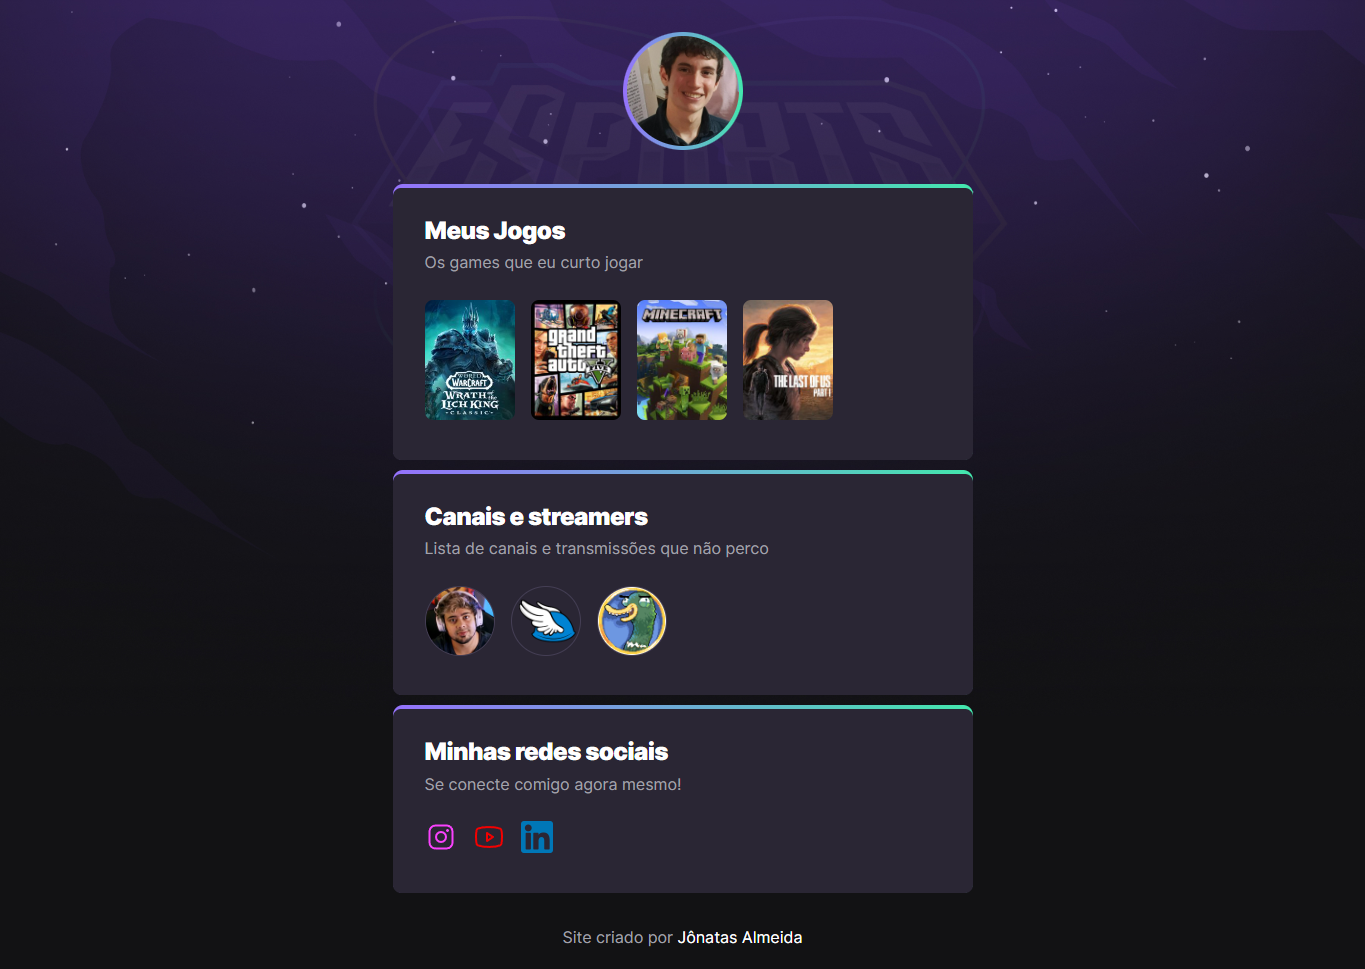 ESPORTS
Meus Jogos
Os games que eu curto jogar
WORLD
WARCRAFT
WRATH OF THE
LICH KING
CLASSIC
grand
theft
auto V
FIVE
MINECRAFT
THE LAST OF US
PART I
Canais e streamers
Lista de canais e transmissões que não perco
Minhas redes sociais
Se conecte comigo agora mesmo!
in
Site criado por Jônatas Almeida